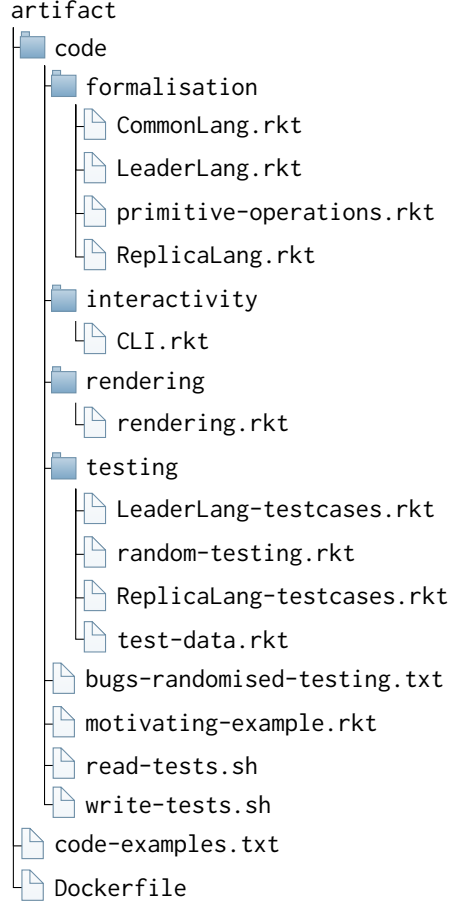 artifact
code
formalisation
CommonLang.rkt
LeaderLang.rkt
primitive-operations.rkt
ReplicaLang.rkt
interactivity
CLI.rkt
rendering
rendering.rkt
testing
LeaderLang-testcases.rkt
random-testing.rkt
ReplicaLang-testcases.rkt
test-data.rkt
bugs-randomised-testing.txt
motivating-example.rkt
read-tests.sh
write-tests.sh
code-examples.txt
Dockerfile